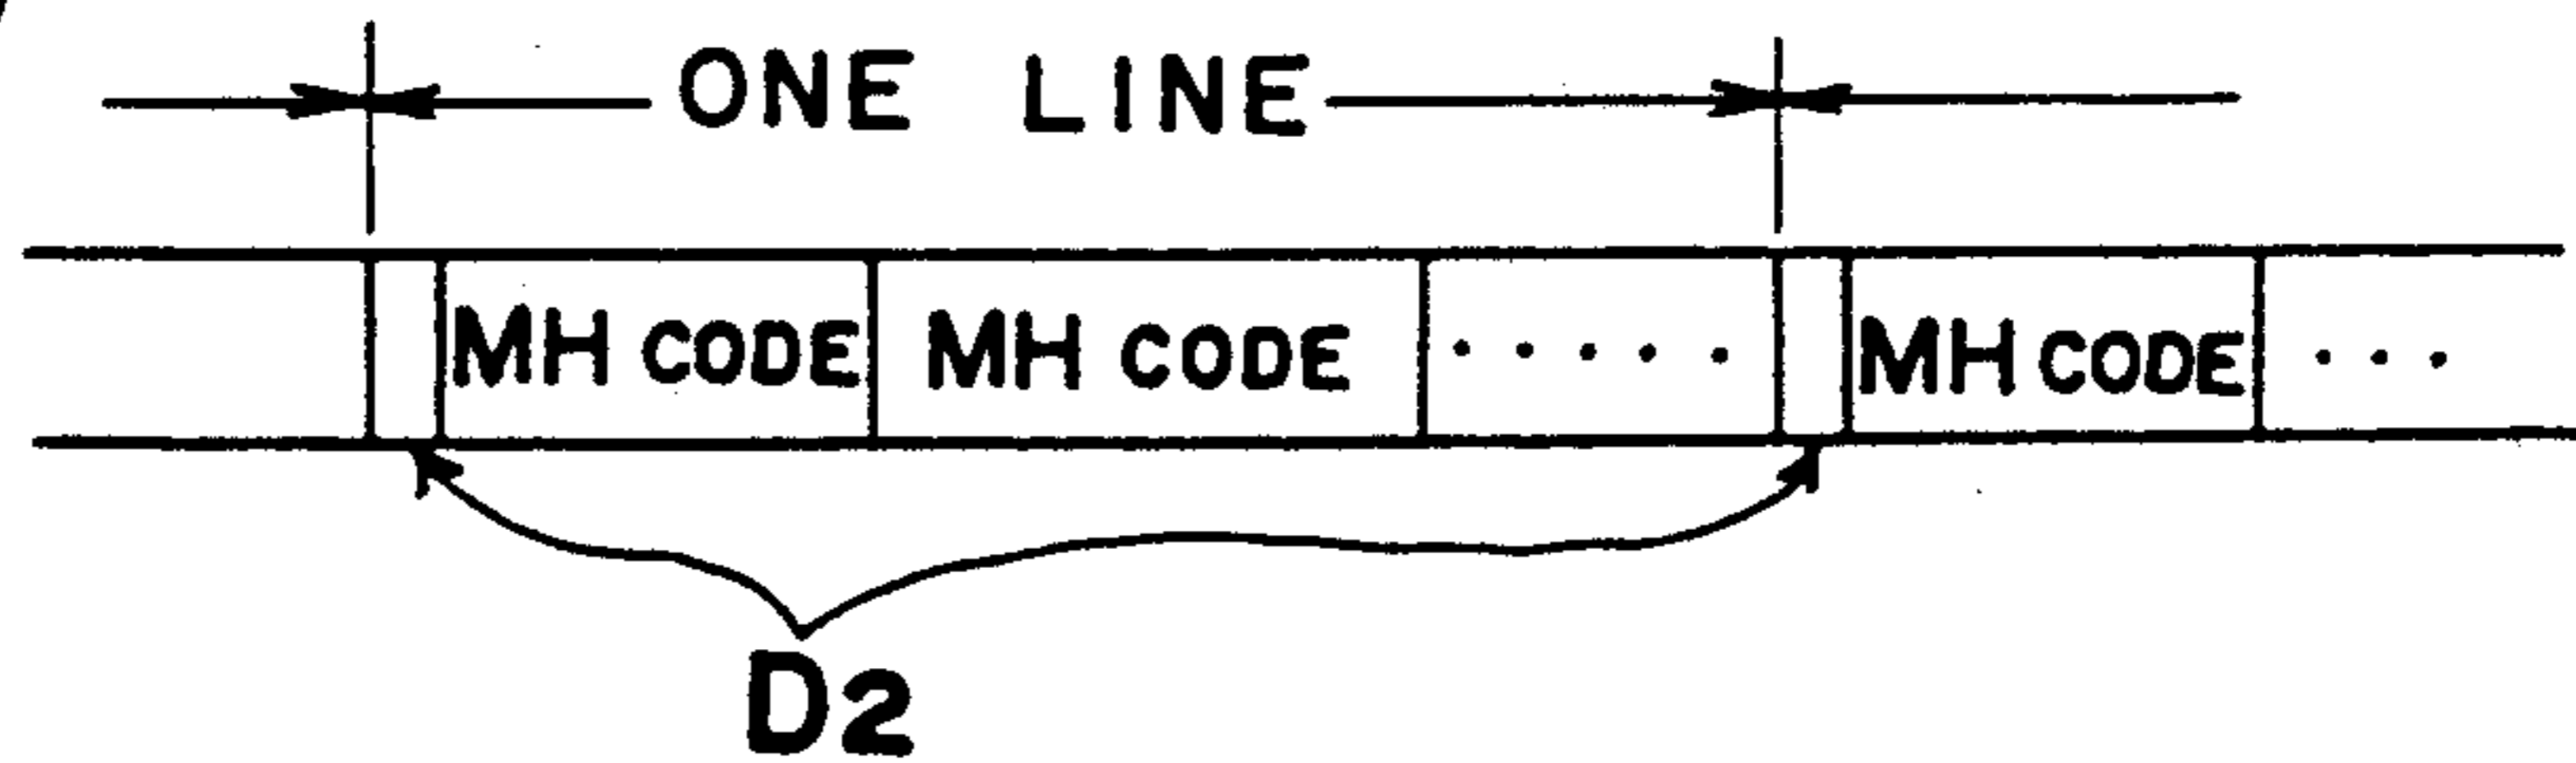 ONE LINE
MH CODE MH CODE ..... MH CODE ...
D2